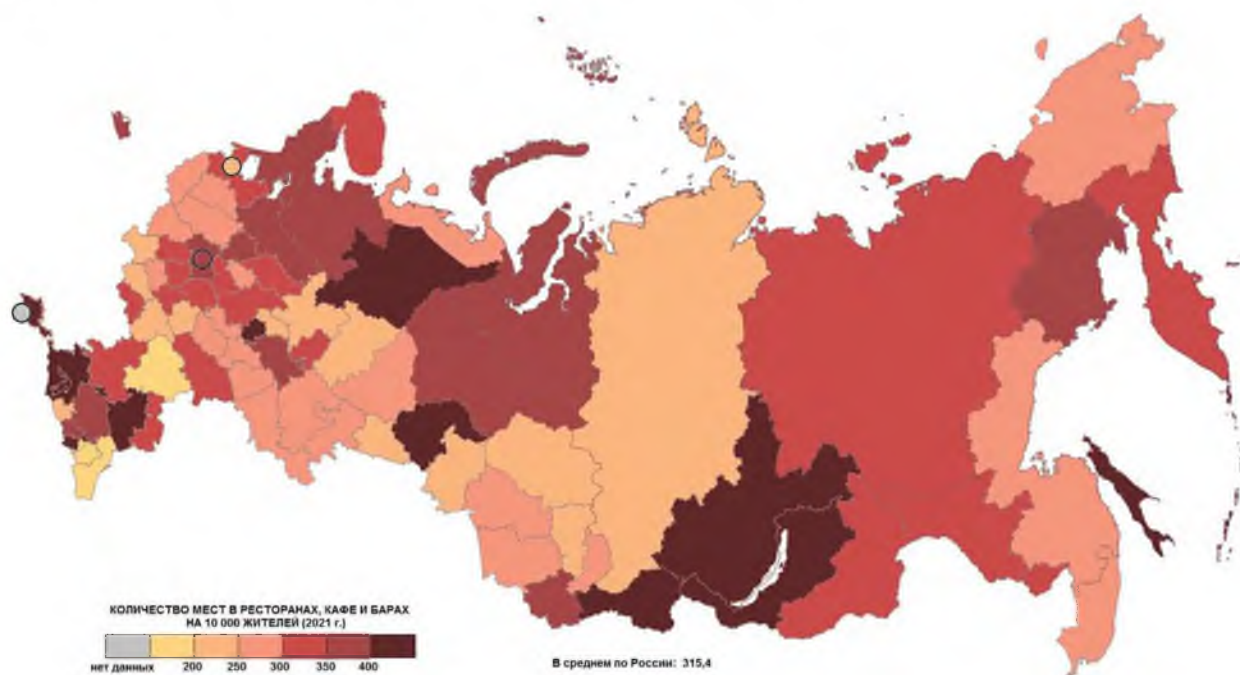 КОЛИЧЕСТВО МЕСТ В РЕСТОРАНАХ, КАФЕ И БАРАХ
НА 10 000 ЖИТЕЛЕЙ (2021 г.)
нет данных 200 250 300 350 400
В среднем по России: 315,4